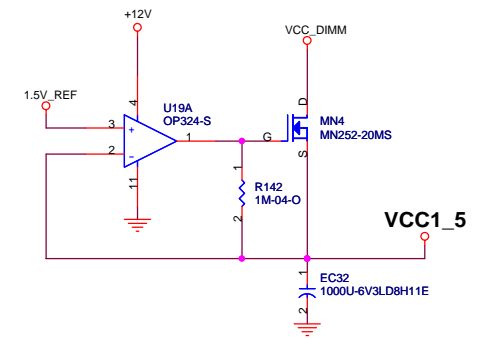 +12V
VCC_DIMM
1.5V_REF
4
U19A
OP324-S
D
3
+
1
G
MN4
MN252-20MS
2
-
11
S
1
R142
1M-04-O
2
VCC1_5
1
EC32
1000U-6V3LD8H11E
2